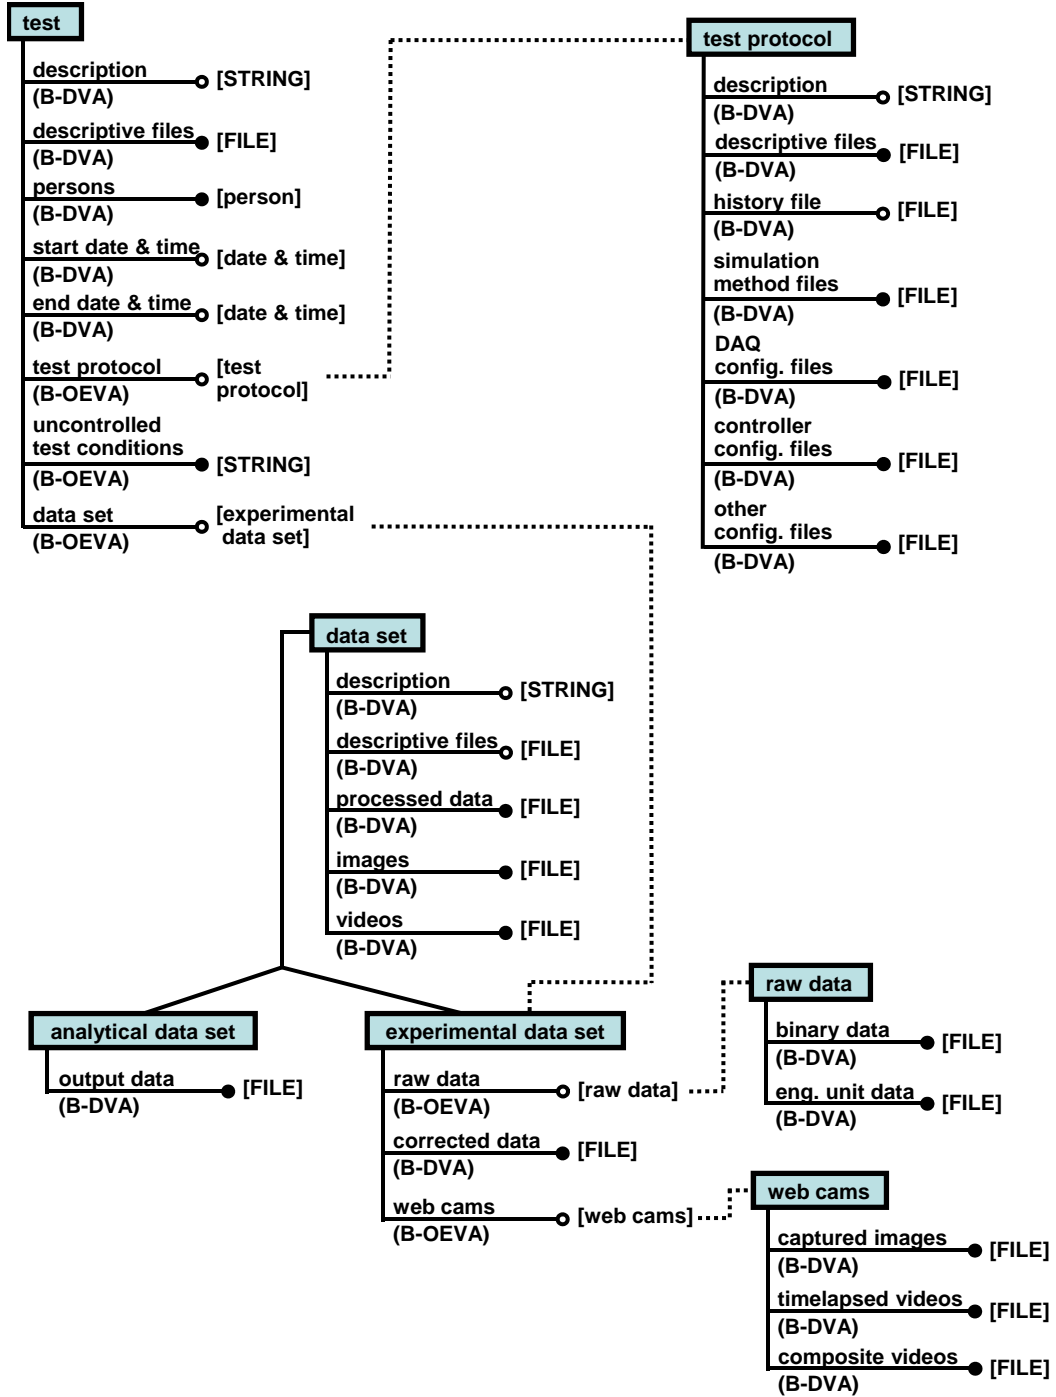 test
description
[STRING]
(B-DVA)
descriptive files
[FILE]
(B-DVA)
persons
[person]
(B-DVA)
start date & time
[date & time]
(B-DVA)
end date & time
[date & time]
(B-DVA)
test protocol
[test
protocol]
(B-OEVA)
uncontrolled
test conditions
[STRING]
(B-OEVA)
data set
[experimental
data set]
(B-OEVA)
test protocol
description
[STRING]
(B-DVA)
descriptive files
[FILE]
(B-DVA)
history file
[FILE]
(B-DVA)
simulation
method files
[FILE]
(B-DVA)
DAQ
config. files
[FILE]
(B-DVA)
controller
config. files
[FILE]
(B-DVA)
other
config. files
[FILE]
(B-DVA)
data set
description
[STRING]
(B-DVA)
descriptive files
[FILE]
(B-DVA)
processed data
[FILE]
(B-DVA)
images
[FILE]
(B-DVA)
videos
[FILE]
(B-DVA)
analytical data set
output data
[FILE]
(B-DVA)
experimental data set
raw data
[raw data]
(B-OEVA)
corrected data
[FILE]
(B-DVA)
web cams
[web cams]
(B-OEVA)
raw data
binary data
[FILE]
(B-DVA)
eng. unit data
[FILE]
(B-DVA)
web cams
captured images
[FILE]
(B-DVA)
timelapsed videos
[FILE]
(B-DVA)
composite videos
[FILE]
(B-DVA)